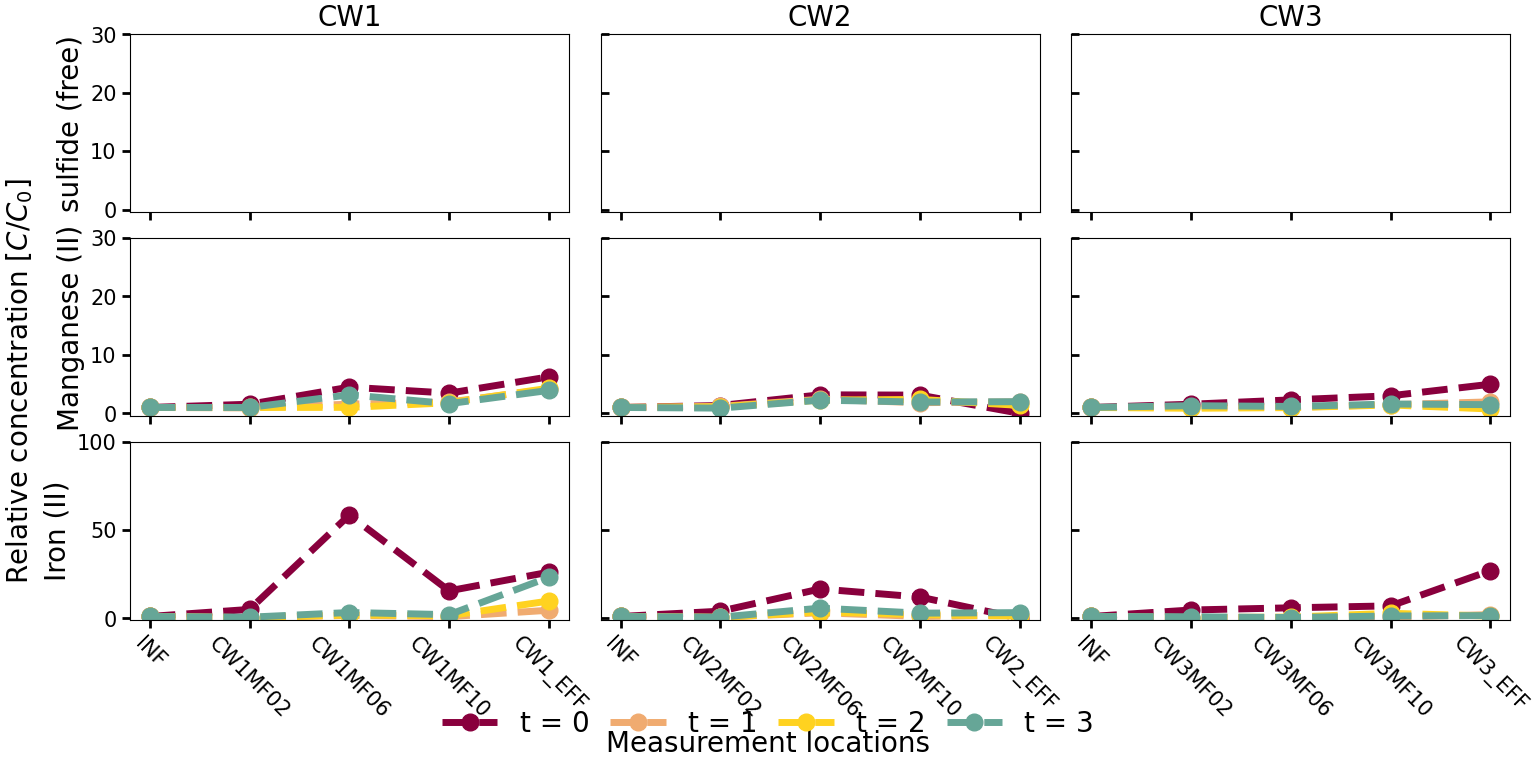 CW1 CW2 CW3
Relative concentration [C/C0]
sulfide (free)
30
20
10
0
Manganese (II)
30
20
10
0
Iron (II)
100
50
0
INF CW1MF02 CW1MF06 CW1MF10 CW1_EFF
INF CW2MF02 CW2MF06 CW2MF10 CW2_EFF
INF CW3MF02 CW3MF06 CW3MF10 CW3_EFF
t = 0 t = 1 t = 2 t = 3
Measurement locations